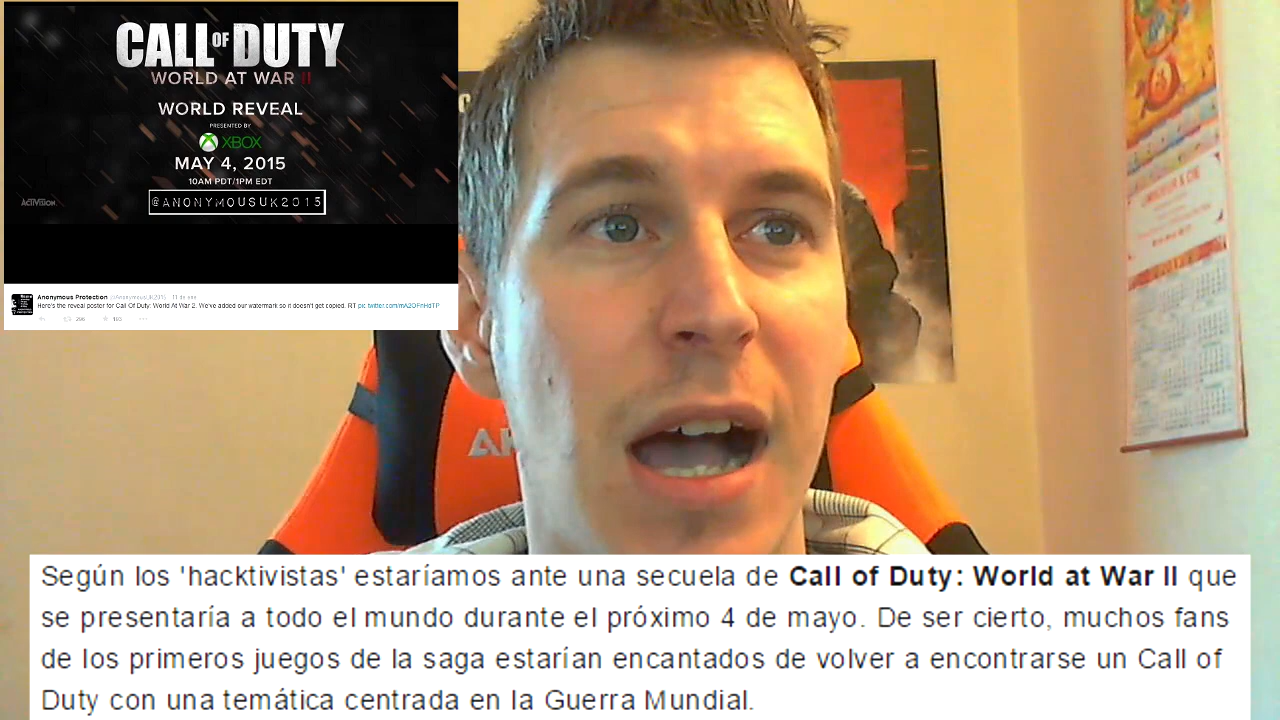 CALL OF DUTY
WORLD AT WAR II
WORLD REVEAL
PRESENTED BY
XBOX
MAY 4, 2015
10AM PDT/1PM EDT
@ANONYMOUSUK2015
ACTIVISION
Anonymous Protection @AnonymousUK2015
Here's the reveal poster for Call Of Duty: World At War 2. We've added our watermark so it doesn't get copied. RT pic.twitter.com/mA2OFnHdTP
Según los 'hacktivistas' estaríamos ante una secuela de Call of Duty: World at War II que
se presentaría a todo el mundo durante el próximo 4 de mayo. De ser cierto, muchos fans
de los primeros juegos de la saga estarían encantados de volver a encontrarse un Call of
Duty con una temática centrada en la Guerra Mundial.